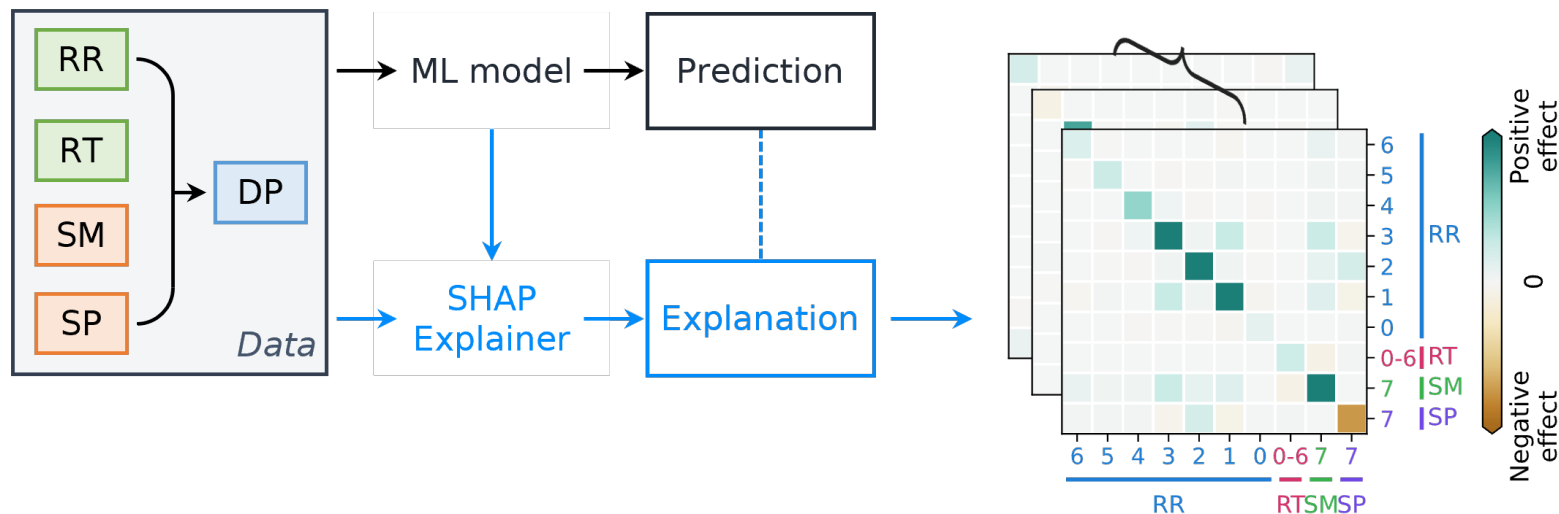 RR
RT
SM
SP
DP
Data
ML model
Prediction
SHAP
Explainer
Explanation
6
5
4
3
2
1
0
0-6
7
7
RR
RT
SM
SP
6 5 4 3 2 1 0 0-6 7 7
RR RT SM SP
Positive
effect
0
Negative
effect